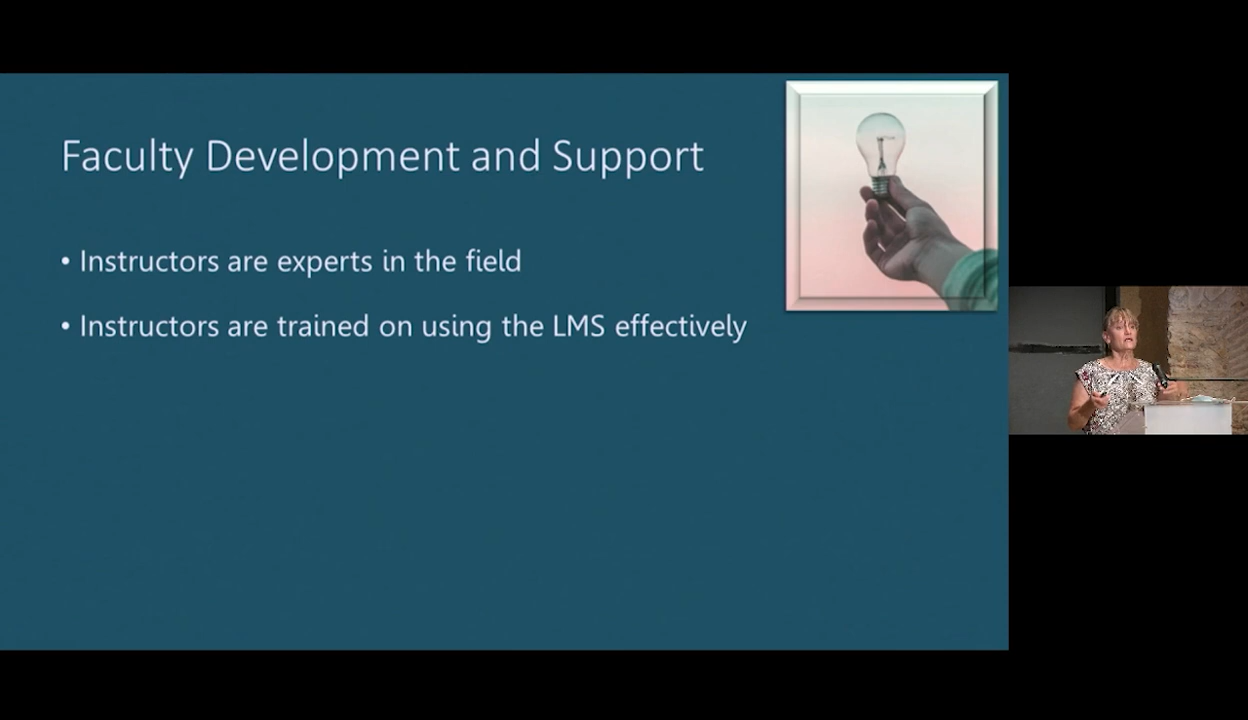 Faculty Development and Support
• Instructors are experts in the field
• Instructors are trained on using the LMS effectively